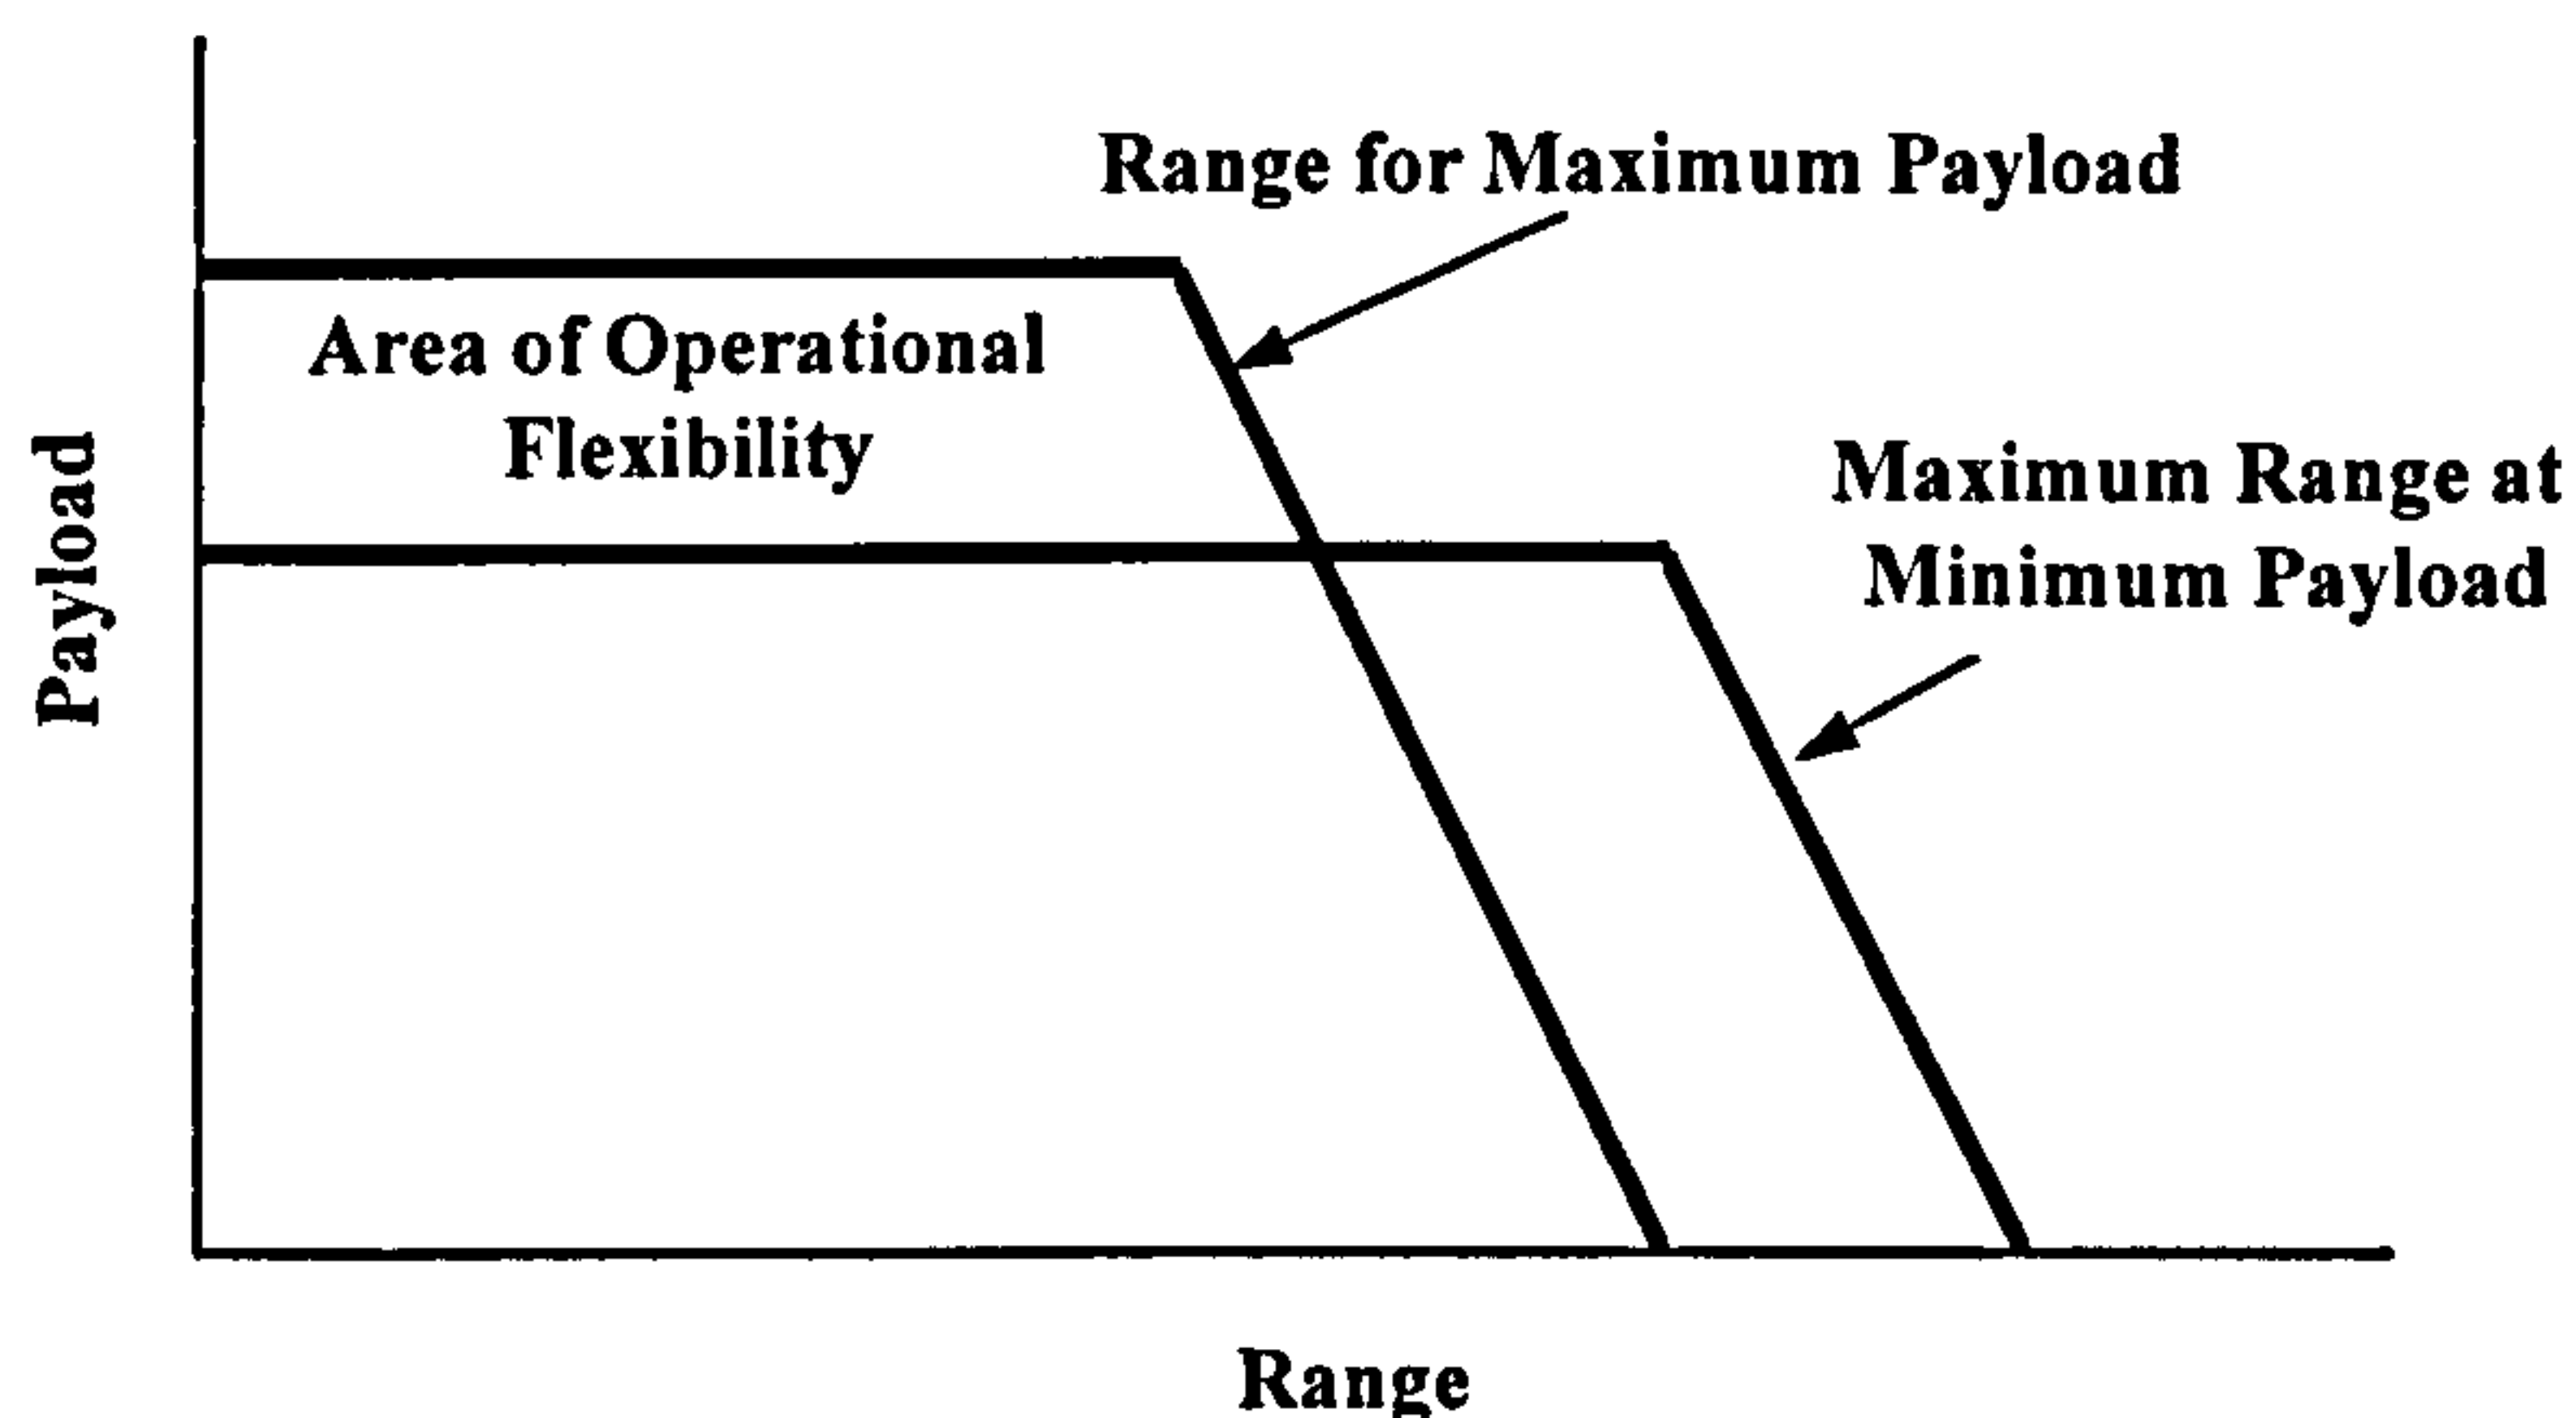 Range for Maximum Payload
Area of Operational
Flexibility
Maximum Range at
Minimum Payload
Payload
Range